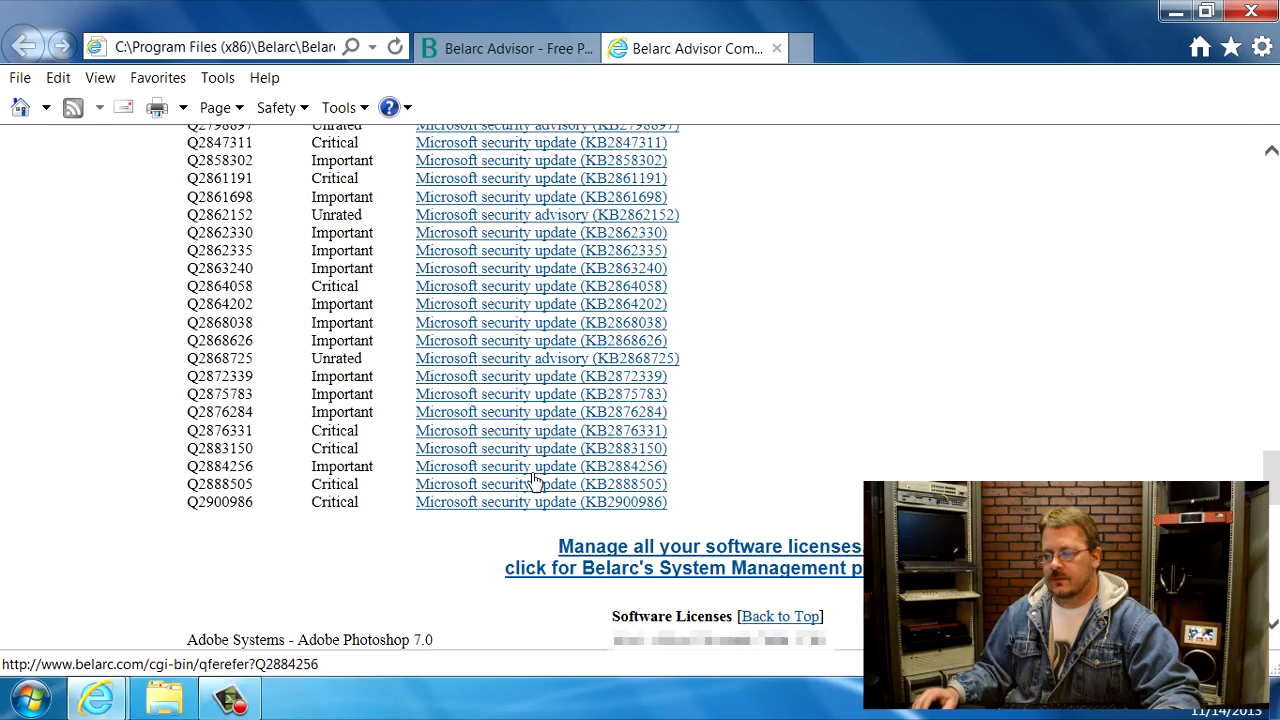 C:\Program Files (x86)\Belarc\Belarc
Belarc Advisor - Free P...
Belarc Advisor Com...
File Edit View Favorites Tools Help
Page Safety Tools
Q2798897 Unrated Microsoft security advisory (KB2798897)
Q2847311 Critical Microsoft security update (KB2847311)
Q2858302 Important Microsoft security update (KB2858302)
Q2861191 Critical Microsoft security update (KB2861191)
Q2861698 Important Microsoft security update (KB2861698)
Q2862152 Unrated Microsoft security advisory (KB2862152)
Q2862330 Important Microsoft security update (KB2862330)
Q2862335 Important Microsoft security update (KB2862335)
Q2863240 Important Microsoft security update (KB2863240)
Q2864058 Critical Microsoft security update (KB2864058)
Q2864202 Important Microsoft security update (KB2864202)
Q2868038 Important Microsoft security update (KB2868038)
Q2868626 Important Microsoft security update (KB2868626)
Q2868725 Unrated Microsoft security advisory (KB2868725)
Q2872339 Important Microsoft security update (KB2872339)
Q2875783 Important Microsoft security update (KB2875783)
Q2876284 Important Microsoft security update (KB2876284)
Q2876331 Critical Microsoft security update (KB2876331)
Q2883150 Critical Microsoft security update (KB2883150)
Q2884256 Important Microsoft security update (KB2884256)
Q2888505 Critical Microsoft security update (KB2888505)
Q2900986 Critical Microsoft security update (KB2900986)
Manage all your software licenses.
click for Belarc's System Management p
Software Licenses [Back to Top]
Adobe Systems - Adobe Photoshop 7.0
http://www.belarc.com/cgi-bin/qferefer?Q2884256
11/14/2013